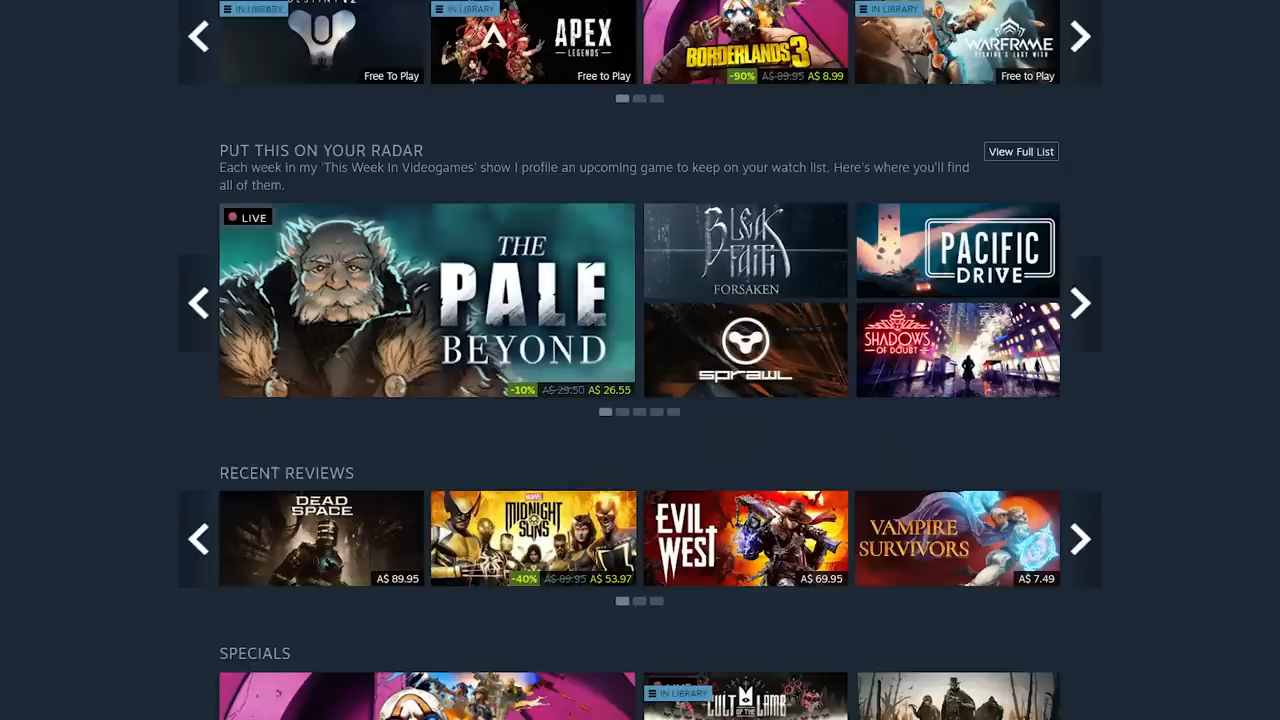 IN LIBRARY
IN LIBRARY
IN LIBRARY
DESTINY 2
APEX
LEGENDS
BORDERLANDS 3
WARFRAME
Free To Play
Free to Play
-90% A$ 89.95 A$ 8.99
Free to Play
PUT THIS ON YOUR RADAR
View Full List
Each week in my 'This Week In Videogames' show I profile an upcoming game to keep on your watch list. Here's where you'll find
all of them.
LIVE
THE
PALE
BEYOND
-10% A$ 29.50 A$ 26.55
BLEAK
FAITH
FORSAKEN
PACIFIC
DRIVE
SPRAWL
SHADOWS
OF DOUBT
RECENT REVIEWS
DEAD
SPACE
A$ 89.95
MARVEL
MIDNIGHT
SUNS
-40% A$ 89.95 A$ 53.97
EVIL
WEST
A$ 69.95
VAMPIRE
SURVIVORS
A$ 7.49
SPECIALS
IN LIBRARY
CULT
OF THE
LAMB